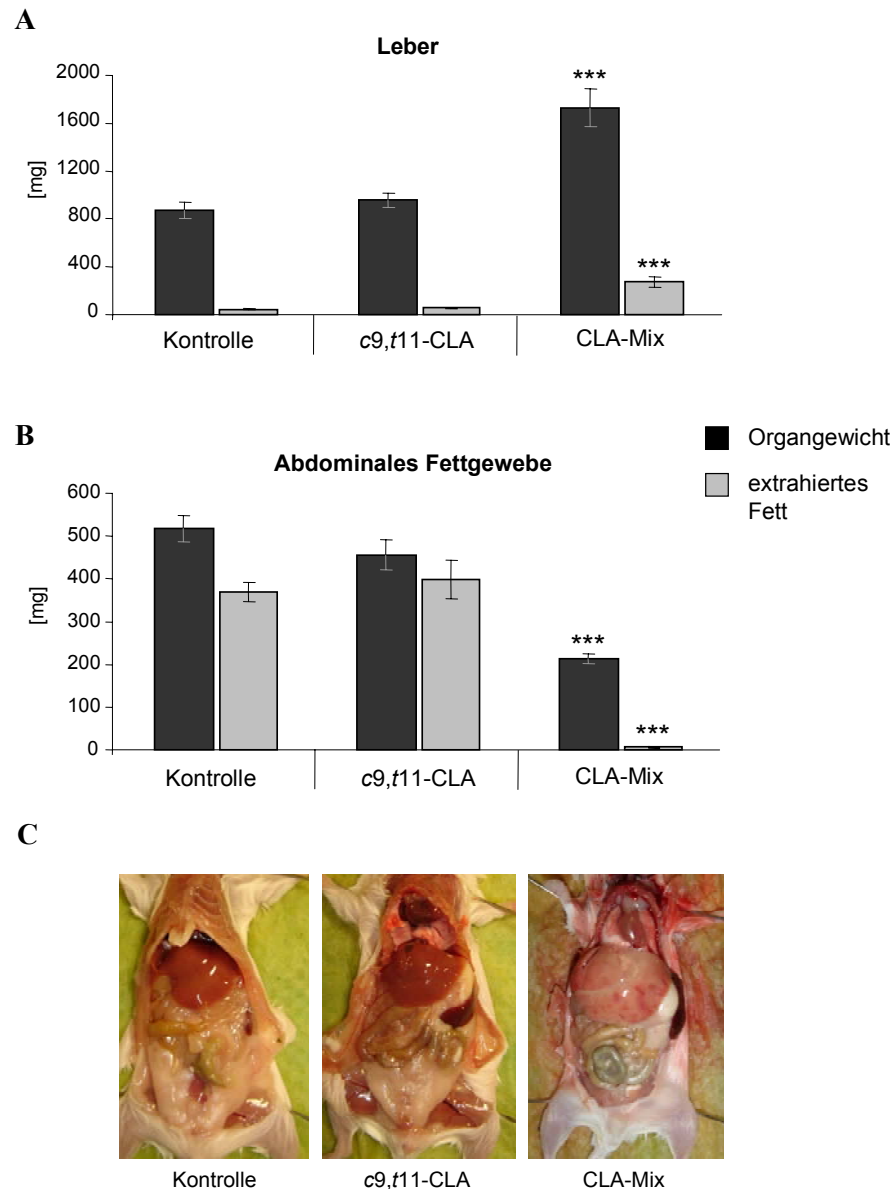 A
Leber
2000
1600
1200
800
400
0
[mg]
***
***
Kontrolle
c9,t11-CLA
CLA-Mix
B
Abdominales Fettgewebe
Organgewicht
extrahiertes
Fett
600
500
400
300
200
100
0
[mg]
***
***
Kontrolle
c9,t11-CLA
CLA-Mix
C
Kontrolle
c9,t11-CLA
CLA-Mix